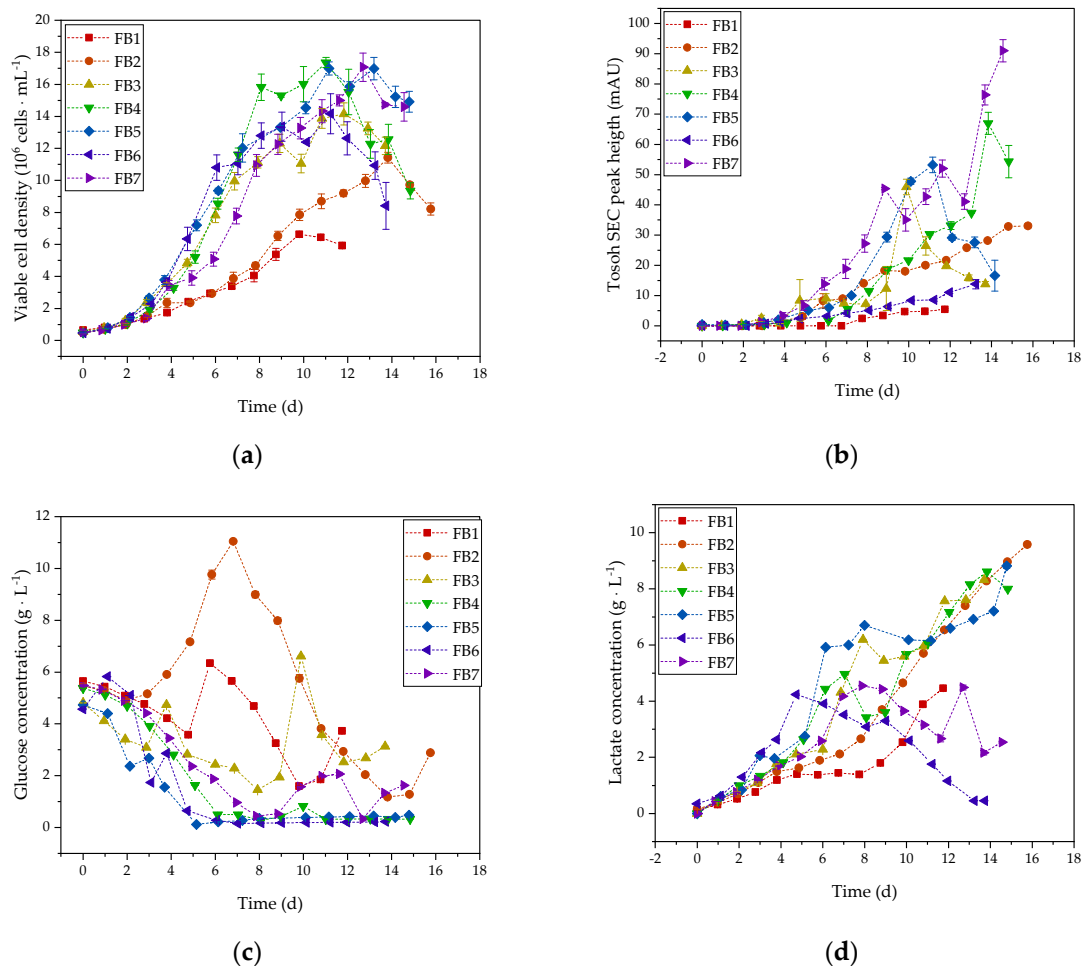 20
18
16
14
12
10
8
6
4
2
0
0 2 4 6 8 10 12 14 16 18
Viable cell density (10⁶ cells · mL⁻¹)
Time (d)
FB1
FB2
FB3
FB4
FB5
FB6
FB7
(a)
100
90
80
70
60
50
40
30
20
10
0
-2 0 2 4 6 8 10 12 14 16 18
Tosoh SEC peak heigth (mAU)
Time (d)
FB1
FB2
FB3
FB4
FB5
FB6
FB7
(b)
12
10
8
6
4
2
0
0 2 4 6 8 10 12 14 16 18
Glucose concentration (g · L⁻¹)
Time (d)
FB1
FB2
FB3
FB4
FB5
FB6
FB7
(c)
10
8
6
4
2
0
-2 0 2 4 6 8 10 12 14 16 18
Lactate concentration (g · L⁻¹)
Time (d)
FB1
FB2
FB3
FB4
FB5
FB6
FB7
(d)